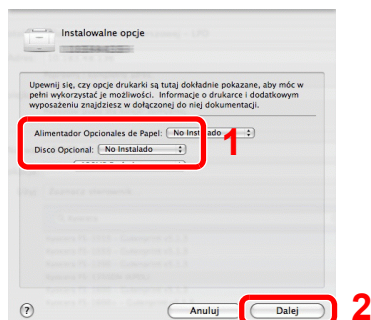 Instalowalne opcje
Upewnij się, czy opcje drukarki są tutaj dokładnie pokazane, aby móc w
pełni wykorzystać je możliwości. Informacje o drukarce i dodatkowym
wyposażeniu znajdziesz w dołączonej do niej dokumentacji.
Alimentador Opcionales de Papel: No Instalado
1
Disco Opcional: No Instalado
? Anuluj Dalej 2